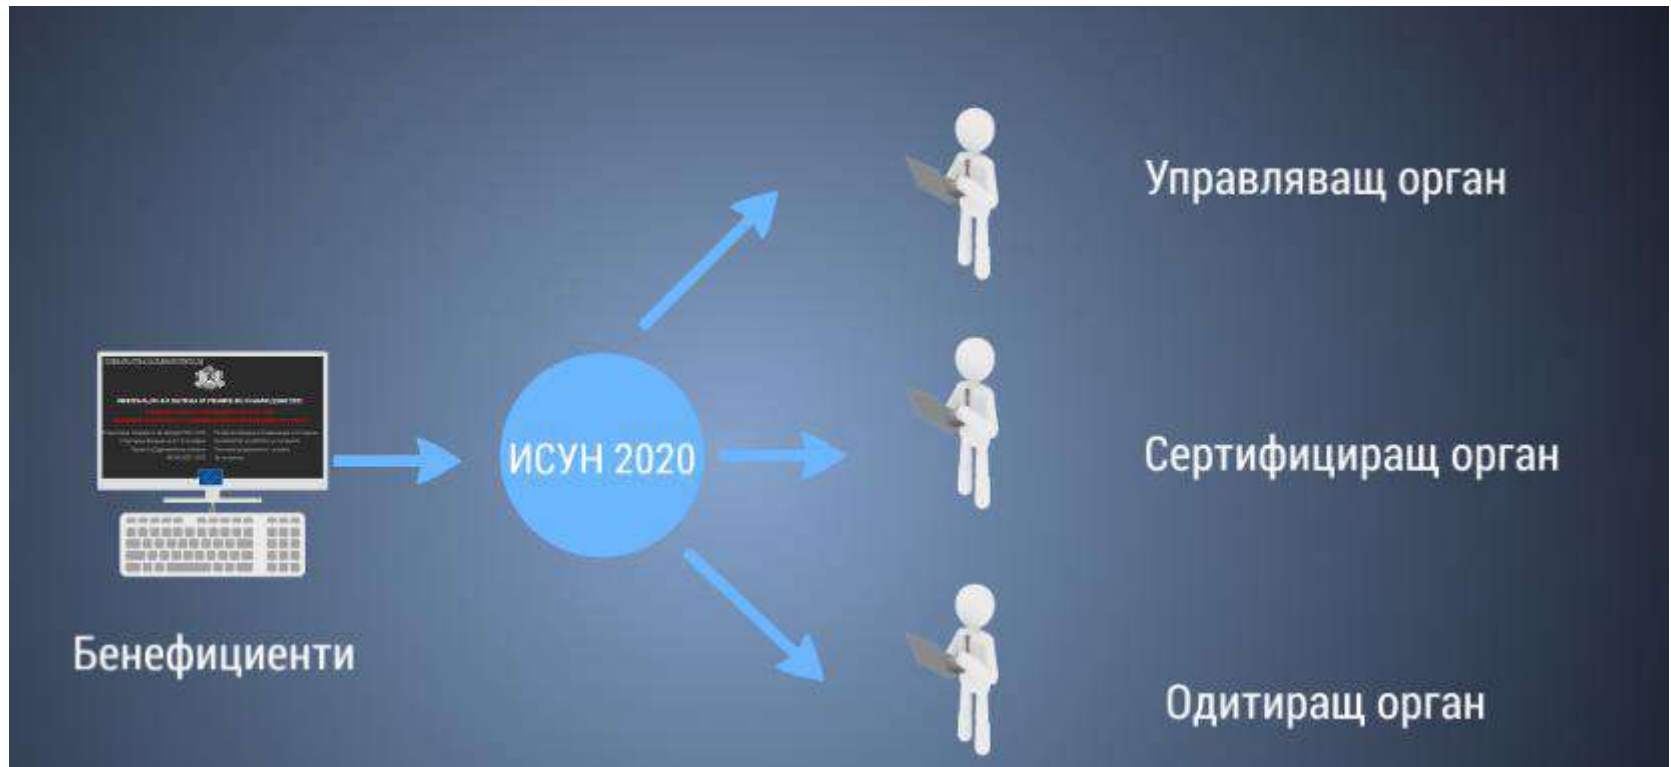 Управляващ орган
ИСУН 2020
Сертифициращ орган
Бенефициенти
Одитиращ орган